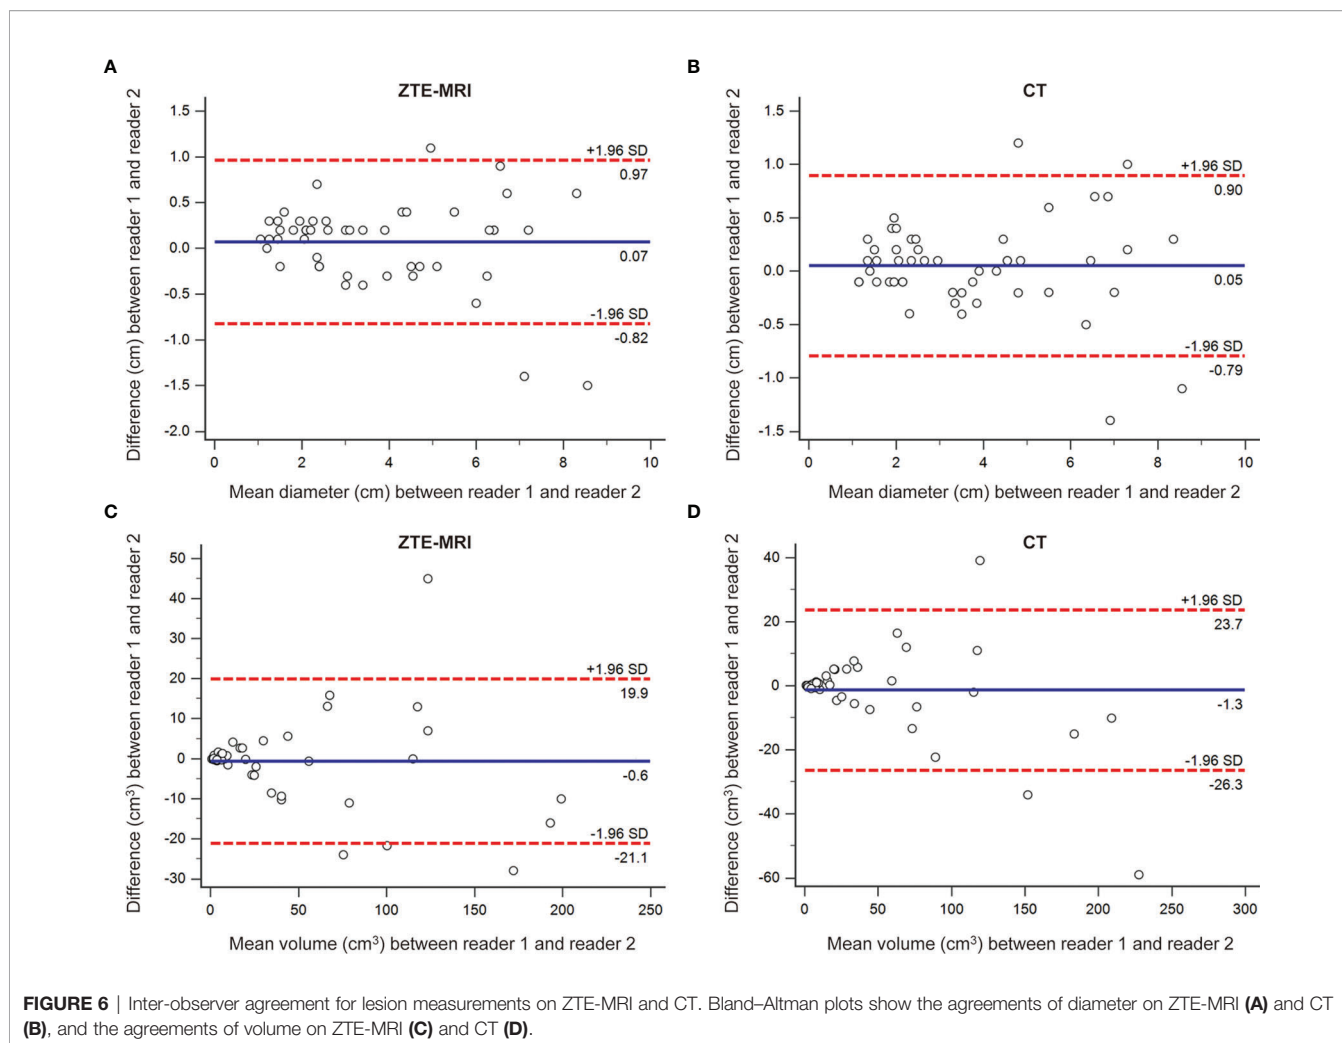 A
ZTE-MRI
Difference (cm) between reader 1 and reader 2
1.5
1.0
0.5
0.0
-0.5
-1.0
-1.5
-2.0
+1.96 SD
0.97
0.07
-1.96 SD
-0.82
0 2 4 6 8 10
Mean diameter (cm) between reader 1 and reader 2
B
CT
Difference (cm) between reader 1 and reader 2
1.5
1.0
0.5
0.0
-0.5
-1.0
-1.5
+1.96 SD
0.90
0.05
-1.96 SD
-0.79
0 2 4 6 8 10
Mean diameter (cm) between reader 1 and reader 2
C
ZTE-MRI
Difference (cm³) between reader 1 and reader 2
50
40
30
20
10
0
-10
-20
-30
+1.96 SD
19.9
-0.6
-1.96 SD
-21.1
0 50 100 150 200 250
Mean volume (cm³) between reader 1 and reader 2
D
CT
Difference (cm³) between reader 1 and reader 2
40
20
0
-20
-40
-60
+1.96 SD
23.7
-1.3
-1.96 SD
-26.3
0 50 100 150 200 250 300
Mean volume (cm³) between reader 1 and reader 2
FIGURE 6 | Inter-observer agreement for lesion measurements on ZTE-MRI and CT. Bland–Altman plots show the agreements of diameter on ZTE-MRI (A) and CT
(B), and the agreements of volume on ZTE-MRI (C) and CT (D).